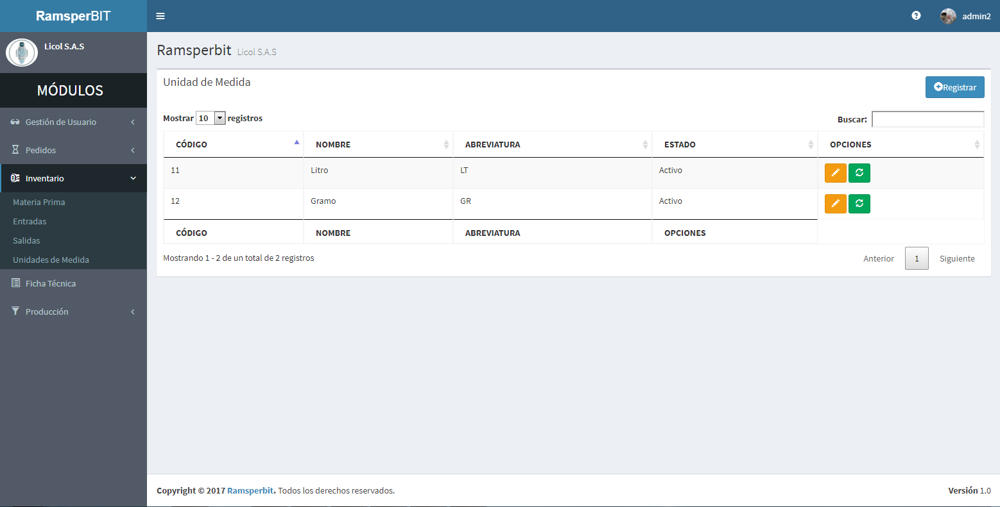 RamsperBIT
admin2
Licol S.A.S
MÓDULOS
Gestión de Usuario
Pedidos
Inventario
Materia Prima
Entradas
Salidas
Unidades de Medida
Ficha Técnica
Producción
Ramsperbit Licol S.A.S
Unidad de Medida
Registrar
Mostrar 10 registros
Buscar:
CÓDIGO NOMBRE ABREVIATURA ESTADO OPCIONES
11 Litro LT Activo
12 Gramo GR Activo
CÓDIGO NOMBRE ABREVIATURA OPCIONES
Mostrando 1 - 2 de un total de 2 registros
Anterior 1 Siguiente
Copyright © 2017 Ramsperbit. Todos los derechos reservados.
Versión 1.0